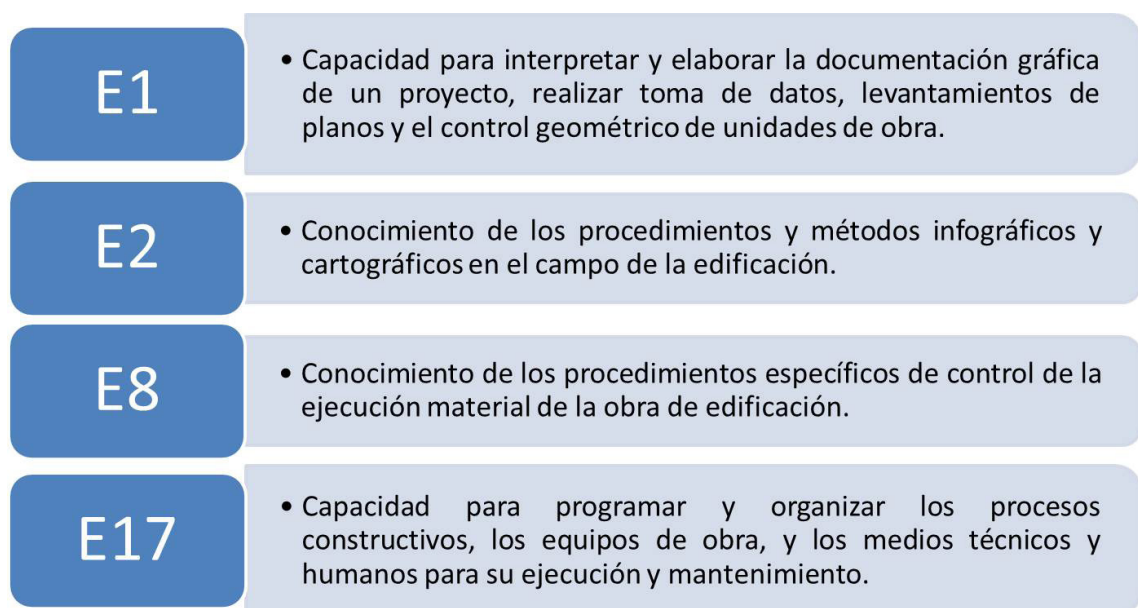 E1
• Capacidad para interpretar y elaborar la documentación gráfica
de un proyecto, realizar toma de datos, levantamientos de
planos y el control geométrico de unidades de obra.
E2
• Conocimiento de los procedimientos y métodos infográficos y
cartográficos en el campo de la edificación.
E8
• Conocimiento de los procedimientos específicos de control de la
ejecución material de la obra de edificación.
E17
• Capacidad para programar y organizar los procesos
constructivos, los equipos de obra, y los medios técnicos y
humanos para su ejecución y mantenimiento.